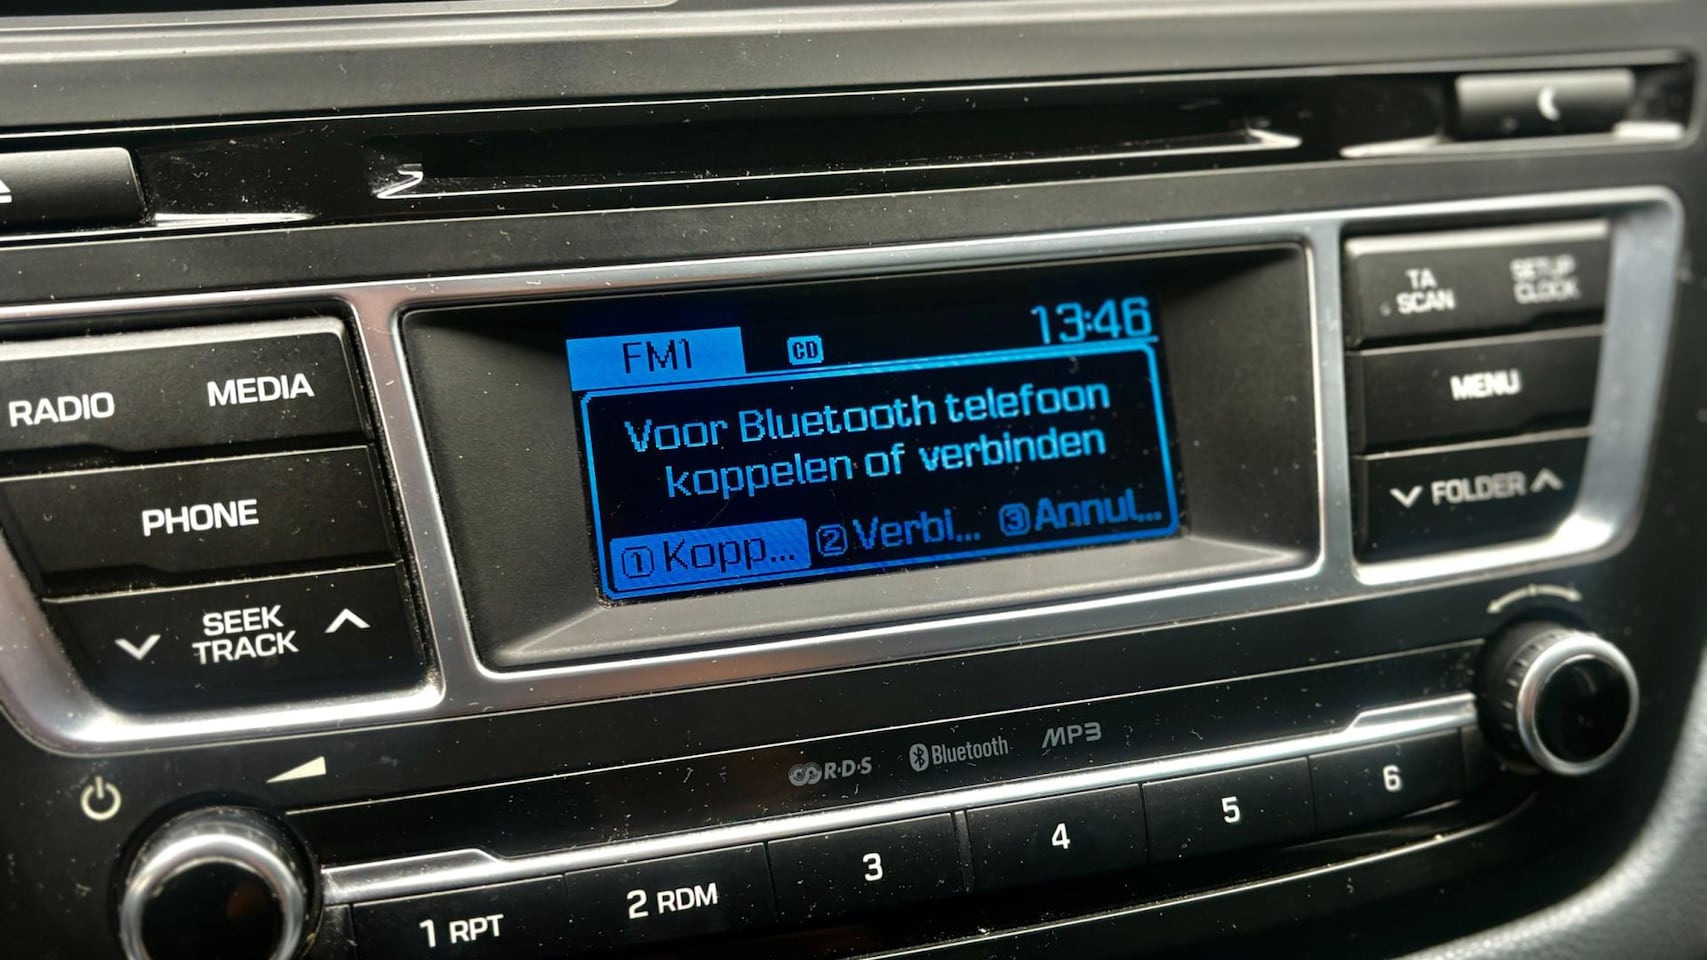 RADIO MEDIA
PHONE
SEEK
TRACK
FM1 CD 13:46
Voor Bluetooth telefoon
koppelen of verbinden
1 Kopp... 2 Verbi... 3 Annul...
TA
SCAN
SETUP
CLOCK
MENU
FOLDER
R·D·S Bluetooth MP3
1 RPT 2 RDM 3 4 5 6